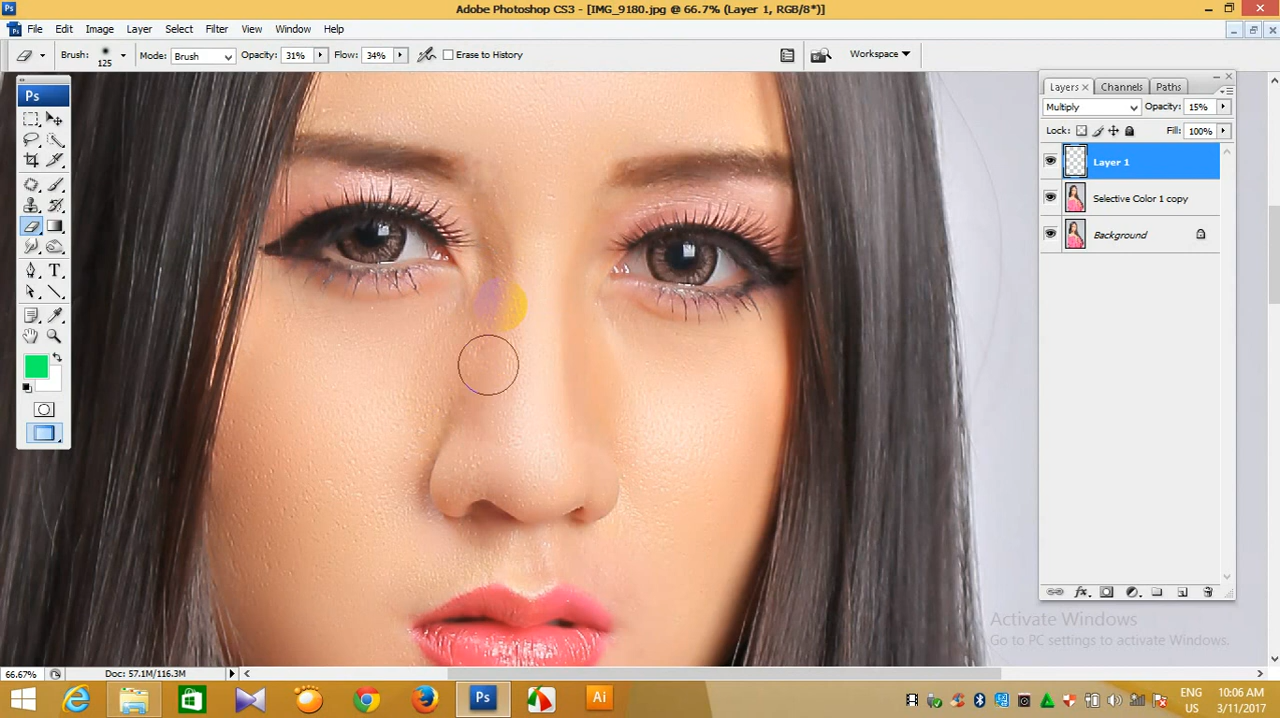 Adobe Photoshop CS3 - [IMG_9180.jpg @ 66.7% (Layer 1, RGB/8*)]
File Edit Image Layer Select Filter View Window Help
Brush: 125 Mode: Brush Opacity: 31% Flow: 34% Erase to History Workspace
Ps
Layers Channels Paths
Multiply Opacity: 15%
Lock: Fill: 100%
Layer 1
Selective Color 1 copy
Background
T
fx
Activate Windows
Go to PC settings to activate Windows.
66.67% Doc: 57.1M/116.3M
Ps Ai
ENG 10:06 AM
US 3/11/2017